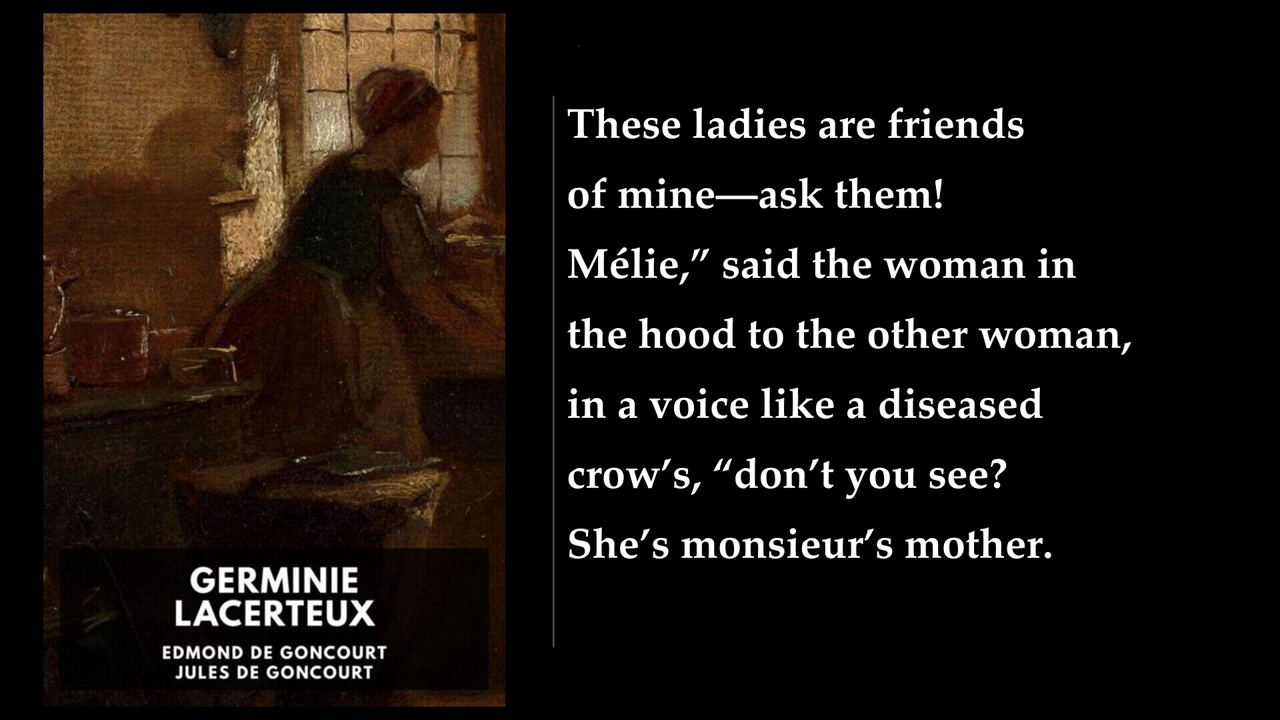 GERMINIE
LACERTEUX
EDMOND DE GONCOURT
JULES DE GONCOURT
These ladies are friends
of mine—ask them!
Mélie,” said the woman in
the hood to the other woman,
in a voice like a diseased
crow’s, “don’t you see?
She’s monsieur’s mother.